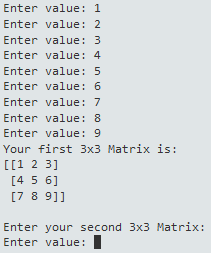 Enter value: 1
Enter value: 2
Enter value: 3
Enter value: 4
Enter value: 5
Enter value: 6
Enter value: 7
Enter value: 8
Enter value: 9
Your first 3x3 Matrix is:
[[1 2 3]
 [4 5 6]
 [7 8 9]]
Enter your second 3x3 Matrix:
Enter value: